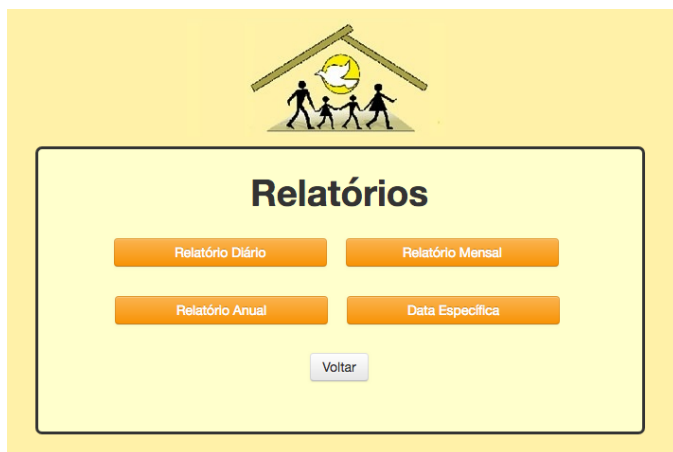 Relatórios
Relatório Diário
Relatório Mensal
Relatório Anual
Data Específica
Voltar